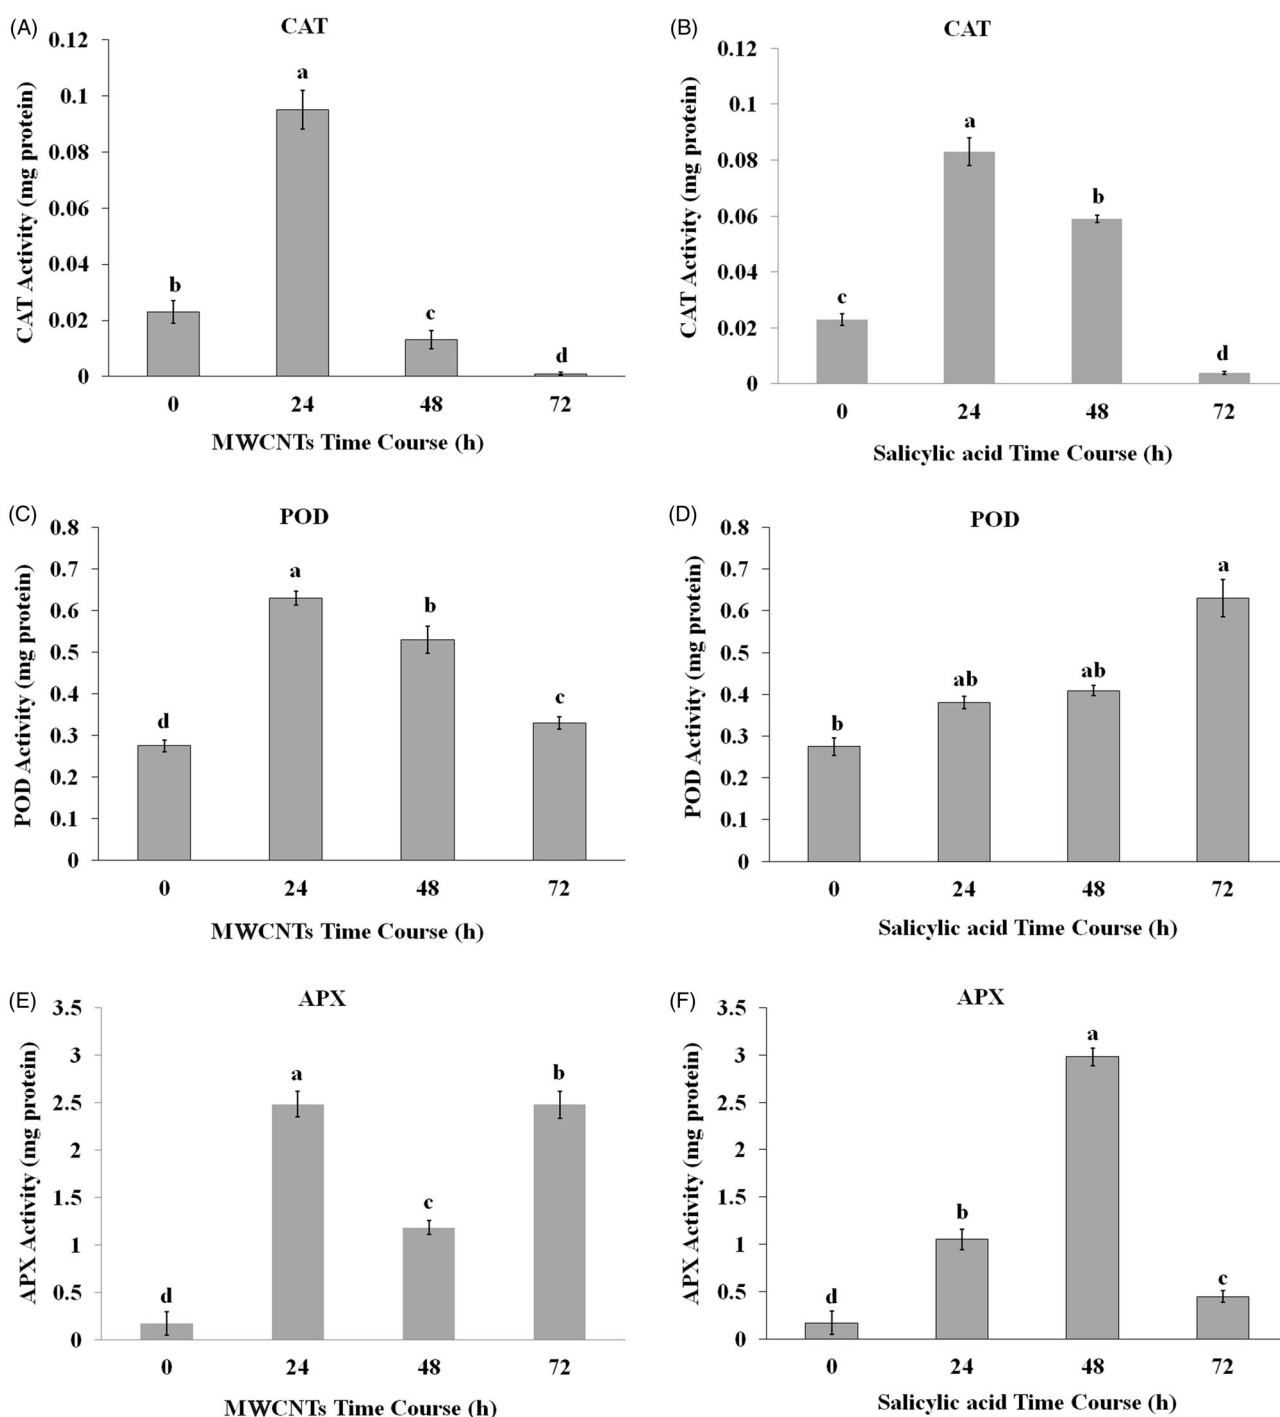 (A)
CAT
0.12
0.1
0.08
0.06
0.04
0.02
0
CAT Activity (mg protein)
b
a
c
d
0 24 48 72
MWCNTs Time Course (h)
(B)
CAT
0.12
0.1
0.08
0.06
0.04
0.02
0
CAT Activity (mg protein)
c
a
b
d
0 24 48 72
Salicylic acid Time Course (h)
(C)
POD
0.8
0.7
0.6
0.5
0.4
0.3
0.2
0.1
0
POD Activity (mg protein)
d
a
b
c
0 24 48 72
MWCNTs Time Course (h)
(D)
POD
0.8
0.7
0.6
0.5
0.4
0.3
0.2
0.1
0
POD Activity (mg protein)
b
ab
ab
a
0 24 48 72
Salicylic acid Time Course (h)
(E)
APX
3.5
3
2.5
2
1.5
1
0.5
0
APX Activity (mg protein)
d
a
c
b
0 24 48 72
MWCNTs Time Course (h)
(F)
APX
3.5
3
2.5
2
1.5
1
0.5
0
APX Activity (mg protein)
d
b
a
c
0 24 48 72
Salicylic acid Time Course (h)